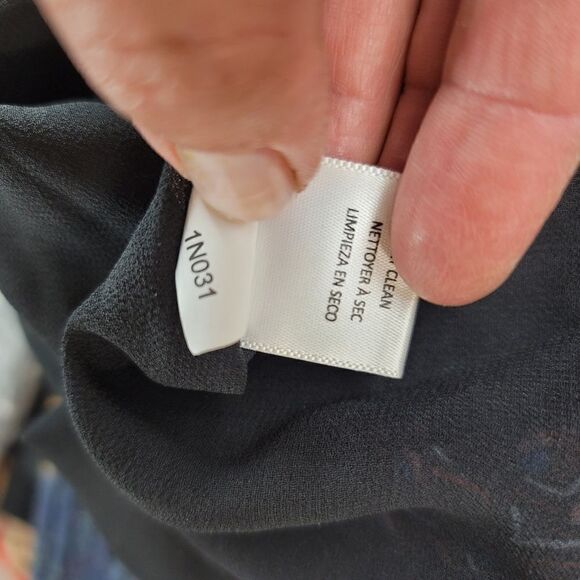 CLEAN
NETTOYER À SEC
LIMPIEZA EN SECO
1N031